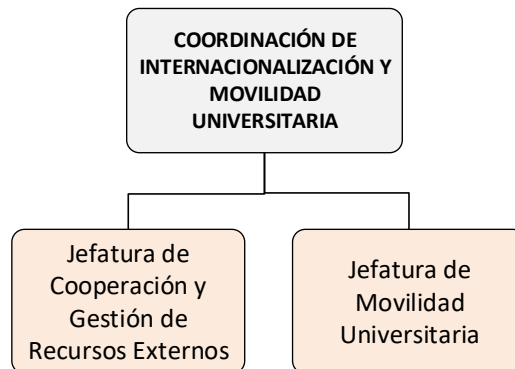 COORDINACIÓN DE
INTERNACIONALIZACIÓN Y
MOVILIDAD
UNIVERSITARIA
Jefatura de
Cooperación y
Gestión de
Recursos Externos
Jefatura de
Movilidad
Universitaria